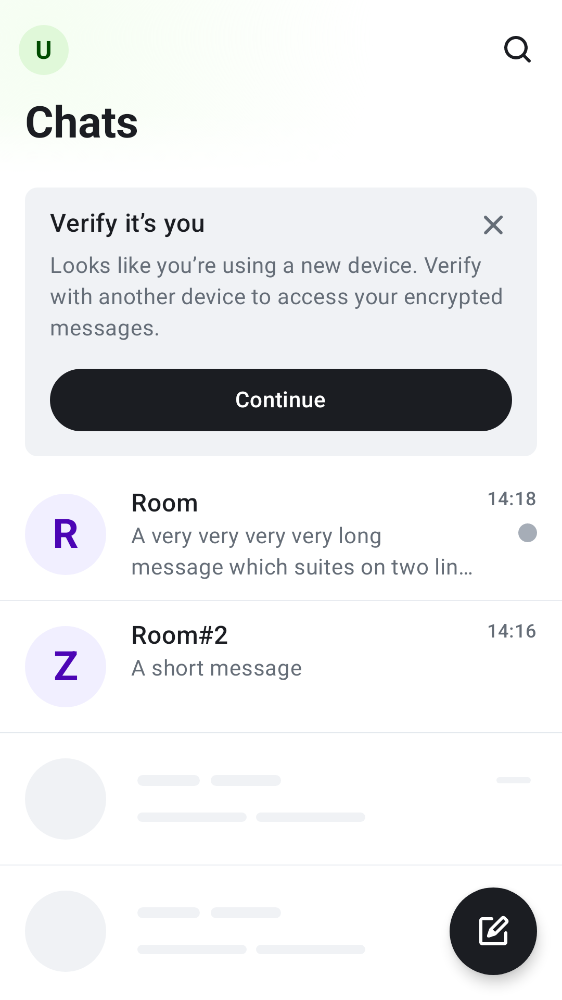 U
Chats
Verify it’s you
Looks like you’re using a new device. Verify
with another device to access your encrypted
messages.
Continue
R
Room
14:18
A very very very very long
message which suites on two lin…
Z
Room#2
14:16
A short message